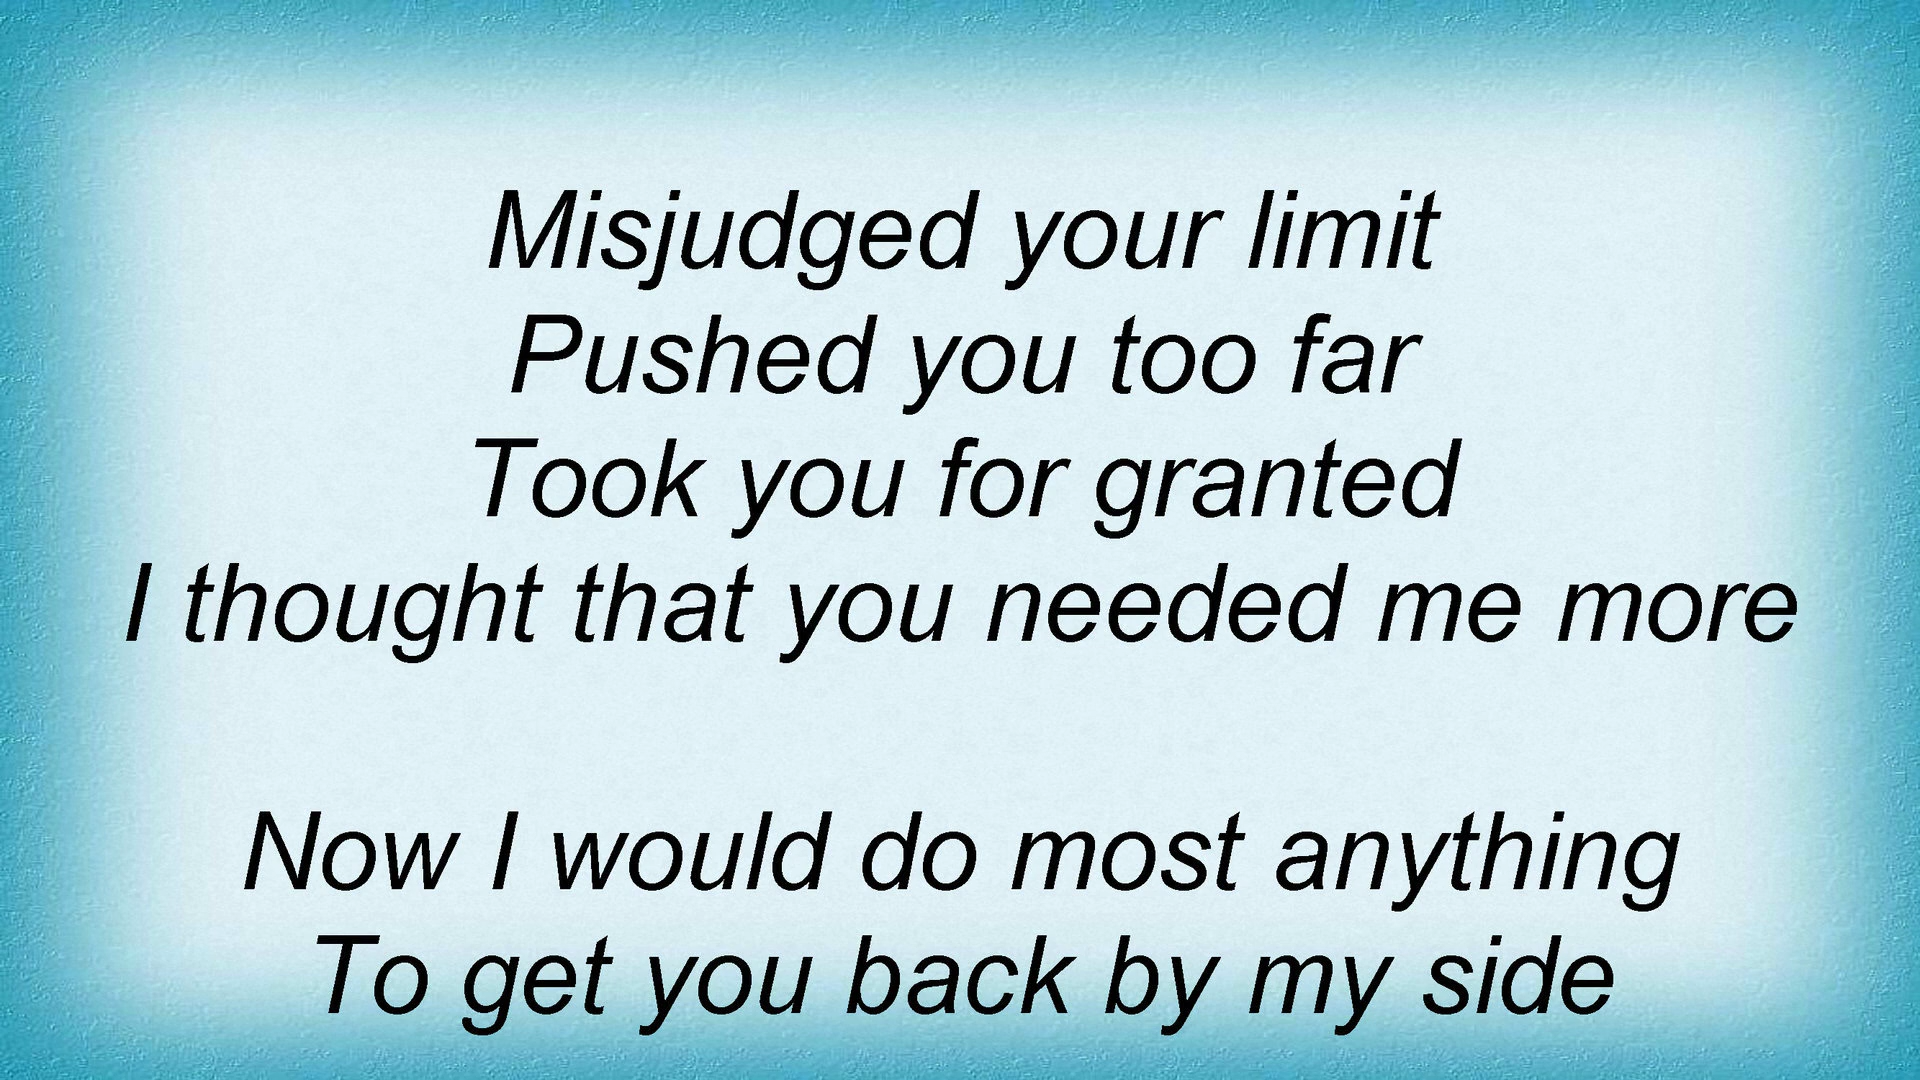 Misjudged your limit
Pushed you too far
Took you for granted
I thought that you needed me more
Now I would do most anything
To get you back by my side